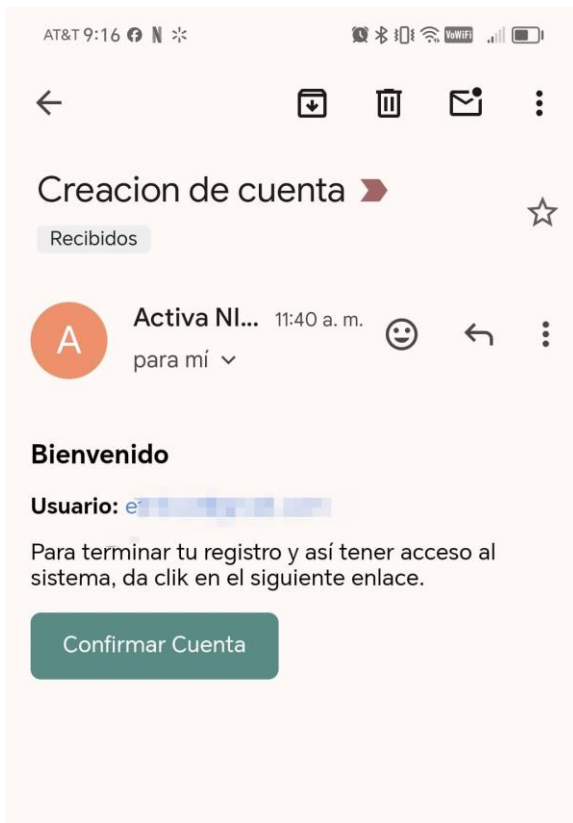 AT&T 9:16
VoWiFi
Creacion de cuenta
Recibidos
A
Activa NI... 11:40 a. m.
para mí
Bienvenido
Usuario:
Para terminar tu registro y así tener acceso al
sistema, da clik en el siguiente enlace.
Confirmar Cuenta